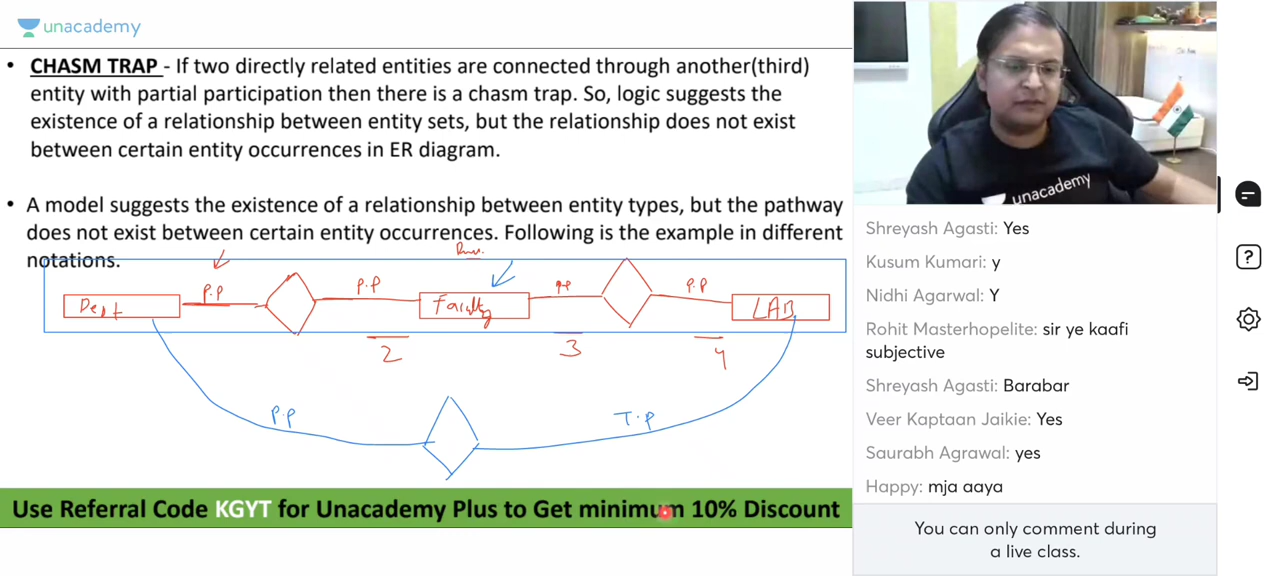 unacademy
• CHASM TRAP - If two directly related entities are connected through another(third)
entity with partial participation then there is a chasm trap. So, logic suggests the
existence of a relationship between entity sets, but the relationship does not exist
between certain entity occurrences in ER diagram.
• A model suggests the existence of a relationship between entity types, but the pathway
does not exist between certain entity occurrences. Following is the example in different
notations.
P.P
P.P
P.P
P.P
Dept
Faculty
LAB
2
3
4
P.P
T.P
Use Referral Code KGYT for Unacademy Plus to Get minimum 10% Discount
unacademy
Shreyash Agasti: Yes
Kusum Kumari: y
Nidhi Agarwal: Y
Rohit Masterhopelite: sir ye kaafi
subjective
Shreyash Agasti: Barabar
Veer Kaptaan Jaikie: Yes
Saurabh Agrawal: yes
Happy: mja aaya
You can only comment during
a live class.
?